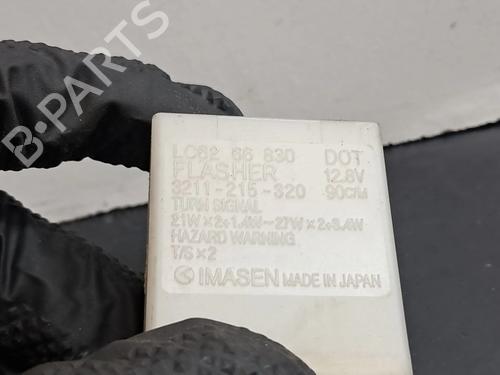 B-PARTS
LC62 66 830 DOT
FLASHER 12.8V
3211-215-320 90C/M
TURN SIGNAL
21W×2+1.4W~27W×2+3.4W
HAZARD WARNING
T/S×2
IMASEN MADE IN JAPAN